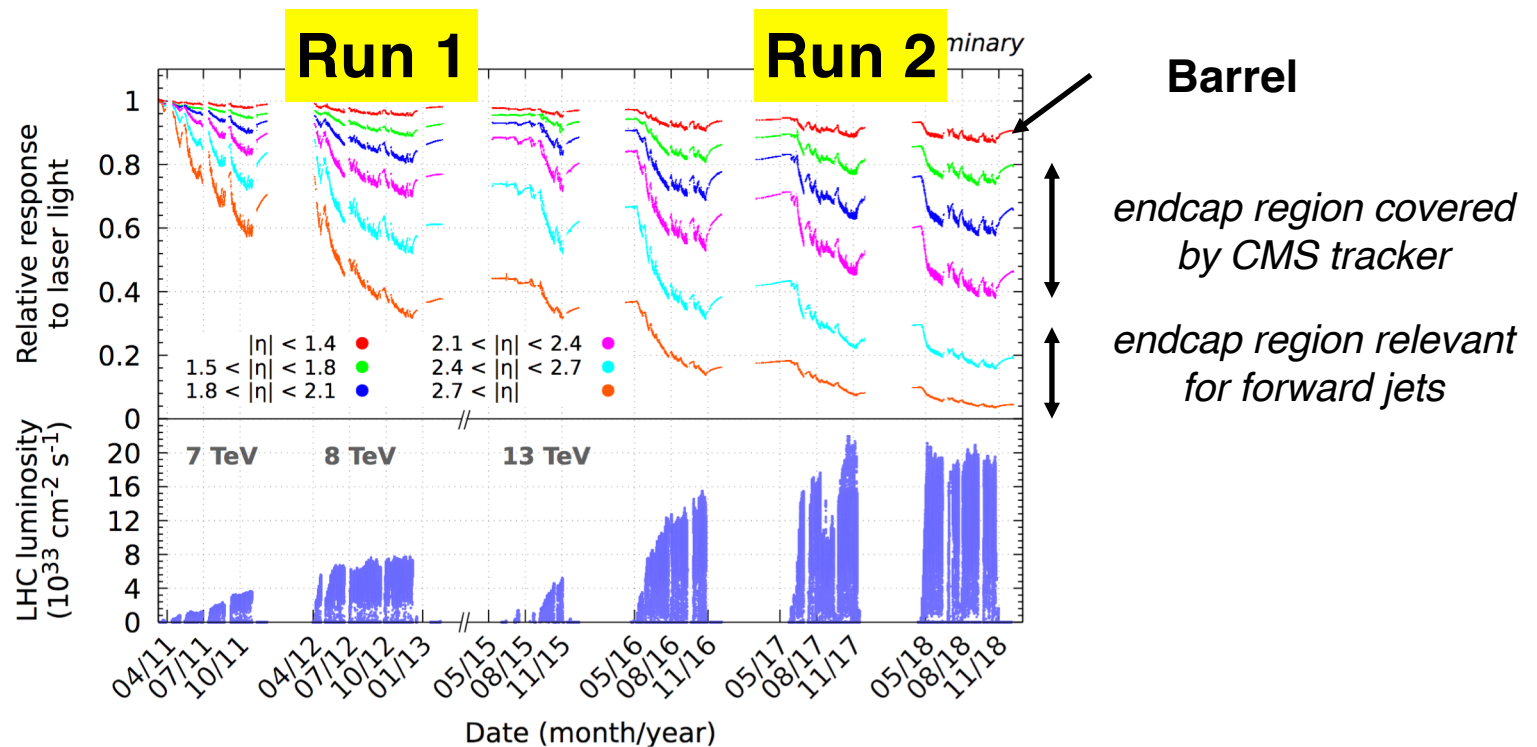 Run 1
Run 2
minary
Barrel
Relative response
to laser light
1
0.8
0.6
0.4
0.2
0
|η| < 1.4
1.5 < |η| < 1.8
1.8 < |η| < 2.1
2.1 < |η| < 2.4
2.4 < |η| < 2.7
2.7 < |η|
endcap region covered
by CMS tracker
endcap region relevant
for forward jets
//
LHC luminosity
(10³³ cm⁻² s⁻¹)
20
16
12
8
4
0
7 TeV
8 TeV
13 TeV
//
04/11
07/11
10/11
04/12
07/12
10/12
01/13
05/15
08/15
11/15
05/16
08/16
11/16
05/17
08/17
11/17
05/18
08/18
11/18
Date (month/year)